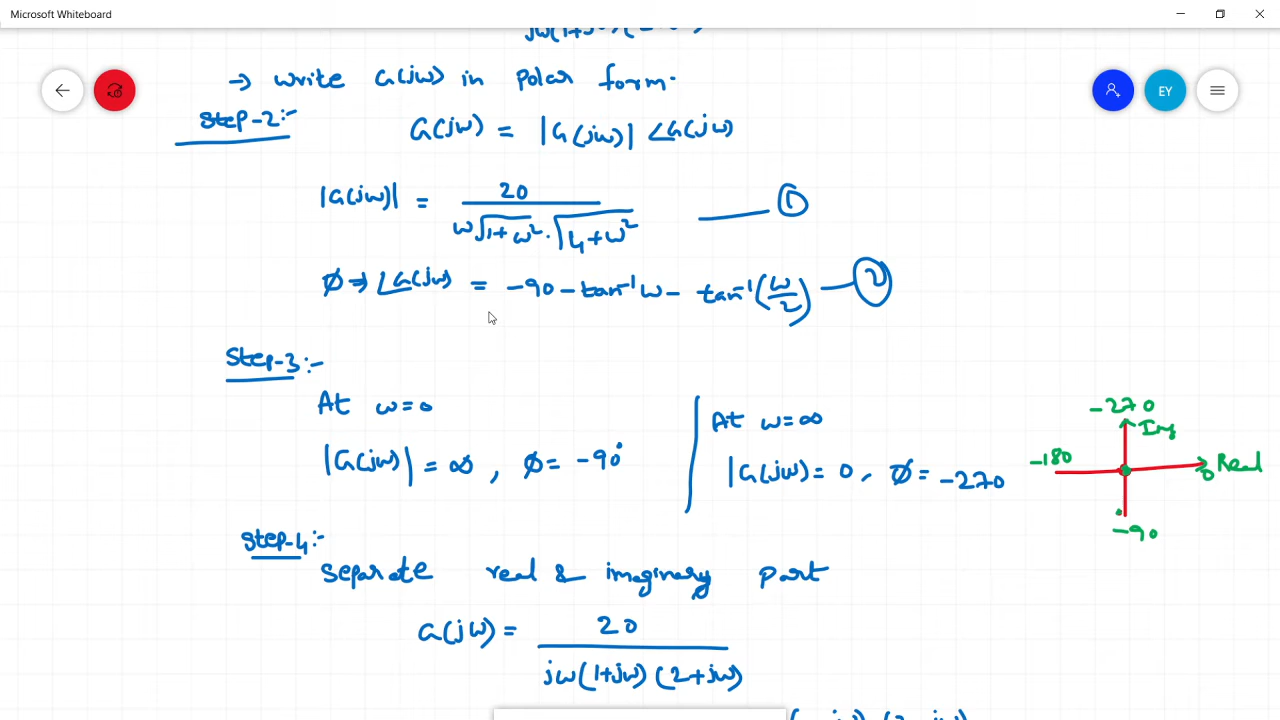 Microsoft Whiteboard
→ write G(jω) in polar form.
EY
Step-2:-
G(jω) = |G(jω)| ∠G(jω)
|G(jω)| = 20 / ω√1+ω² · √4+ω² —— ①
ϕ ⇒ ∠G(jω) = -90 - tan⁻¹ω - tan⁻¹(ω/2) — ②
Step-3:-
At ω=0
|G(jω)| = ∞, ϕ = -90°
At ω=∞
|G(jω)| = 0, ϕ = -270
-270
Img
-180
Real
0
-90
Step-4:-
Separate real & imaginary part
G(jω) = 20 / jω(1+jω)(2+jω)